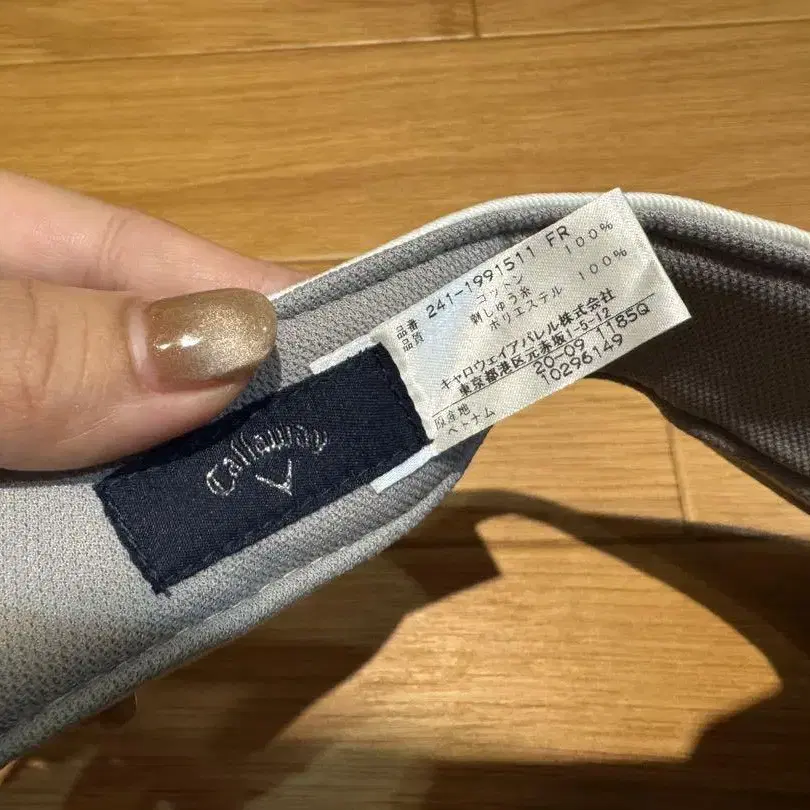 Callaway
品番 241-1991511 FR
品質 コットン 100%
刺しゅう糸
ポリエステル 100%
キャロウェイアパレル株式会社
東京都港区元赤坂1-5-12
20-09 1185Q
10296149
原産地
ベトナム